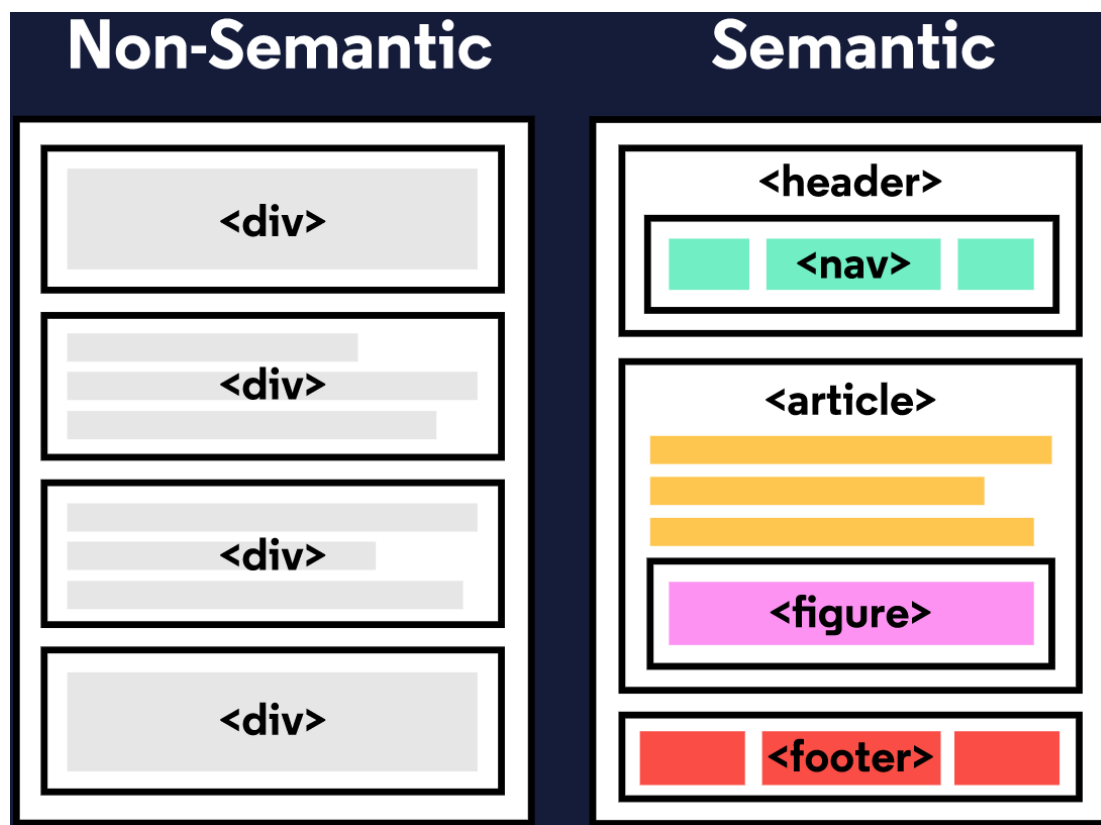 Non-Semantic
<div>
<div>
<div>
<div>
Semantic
<header>
<nav>
<article>
<figure>
<footer>